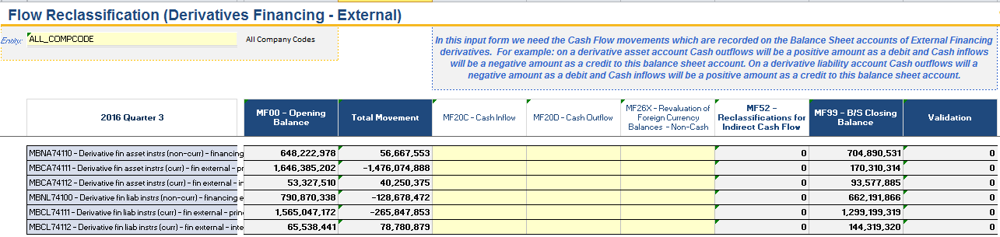 Flow Reclassification (Derivatives Financing - External)
Entity: ALL_COMPCODE All Company Codes
In this input form we need the Cash Flow movements which are recorded on the Balance Sheet accounts of External Financing
derivatives. For example: on a derivative asset account Cash outflows will be a positive amount as a debit and Cash inflows
will be a negative amount as a credit to this balance sheet account. On a derivative liability account Cash outflows will a
negative amount as a debit and Cash inflows will be a positive amount as a credit to this balance sheet account.
2016 Quarter 3
MF00 - Opening
Balance
Total Movement
MF20C - Cash Inflow
MF20D - Cash Outflow
MF26X - Revaluation of
Foreign Currency
Balances - Non-Cash
MF52 -
Reclassifications for
Indirect Cash Flow
MF99 - B/S Closing
Balance
Validation
MBNA74110 - Derivative fin asset instrs (non-curr) - financing 648,222,978 56,667,553 0 704,890,531 0
MBCA74111 - Derivative fin asset instrs (curr) - fin external - pr 1,646,385,202 -1,476,074,888 0 170,310,314 0
MBCA74112 - Derivative fin asset instrs (curr) - fin external - in 53,327,510 40,250,375 0 93,577,885 0
MBNL74100 - Derivative fin liab instrs (non-curr) - financing e 790,870,338 -128,678,472 0 662,191,866 0
MBCL74111 - Derivative fin liab instrs (curr) - fin external - prin 1,565,047,172 -265,847,853 0 1,299,199,319 0
MBCL74112 - Derivative fin liab instrs (curr) - fin external - inte 65,538,441 78,780,879 0 144,319,320 0